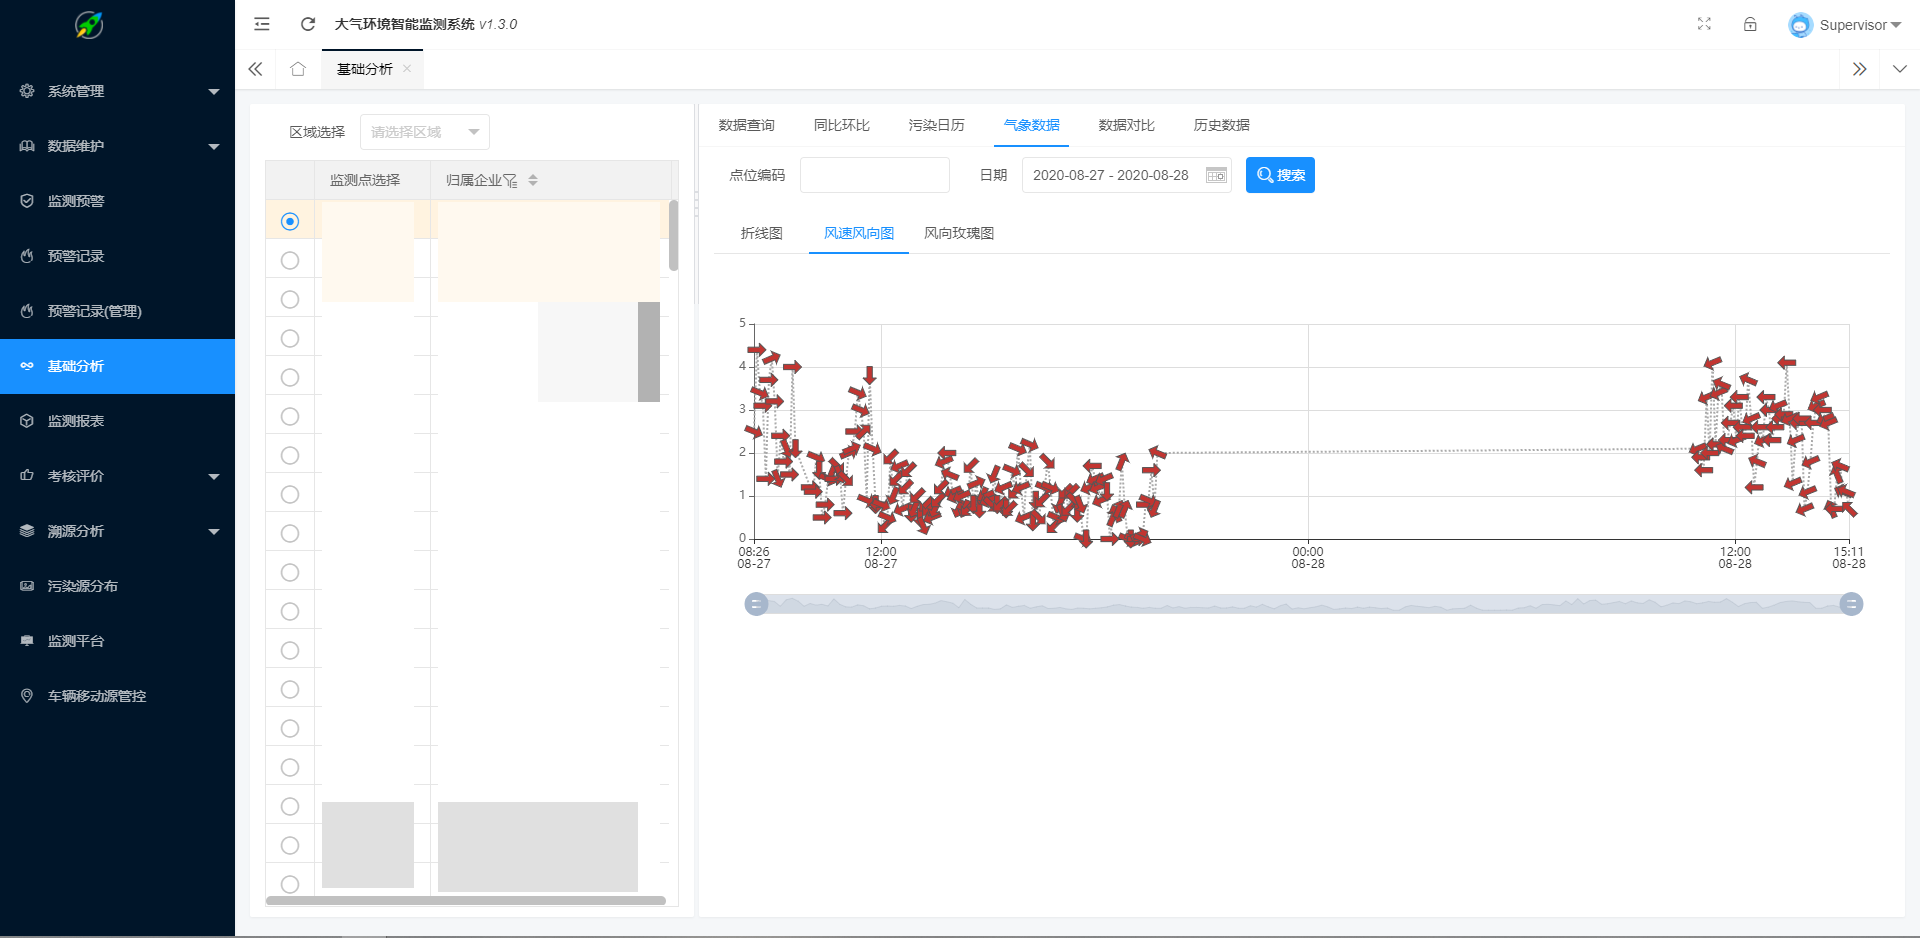 大气环境智能监测系统 v1.3.0
Supervisor
基础分析
系统管理
数据维护
监测预警
预警记录
预警记录(管理)
基础分析
监测报表
考核评价
溯源分析
污染源分布
监测平台
车辆移动源管控
区域选择 请选择区域
监测点选择 归属企业
数据查询 同比环比 污染日历 气象数据 数据对比 历史数据
点位编码 日期 2020-08-27 - 2020-08-28 搜索
折线图 风速风向图 风向玫瑰图
5
4
3
2
1
0
08:26 12:00 00:00 12:00 15:11
08-27 08-27 08-28 08-28 08-28